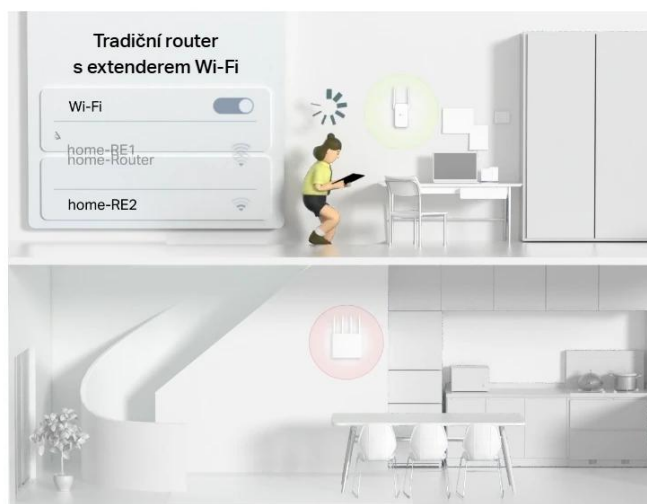 Tradiční router
s extenderem Wi-Fi
Wi-Fi
home-RE1
home-Router
home-RE2